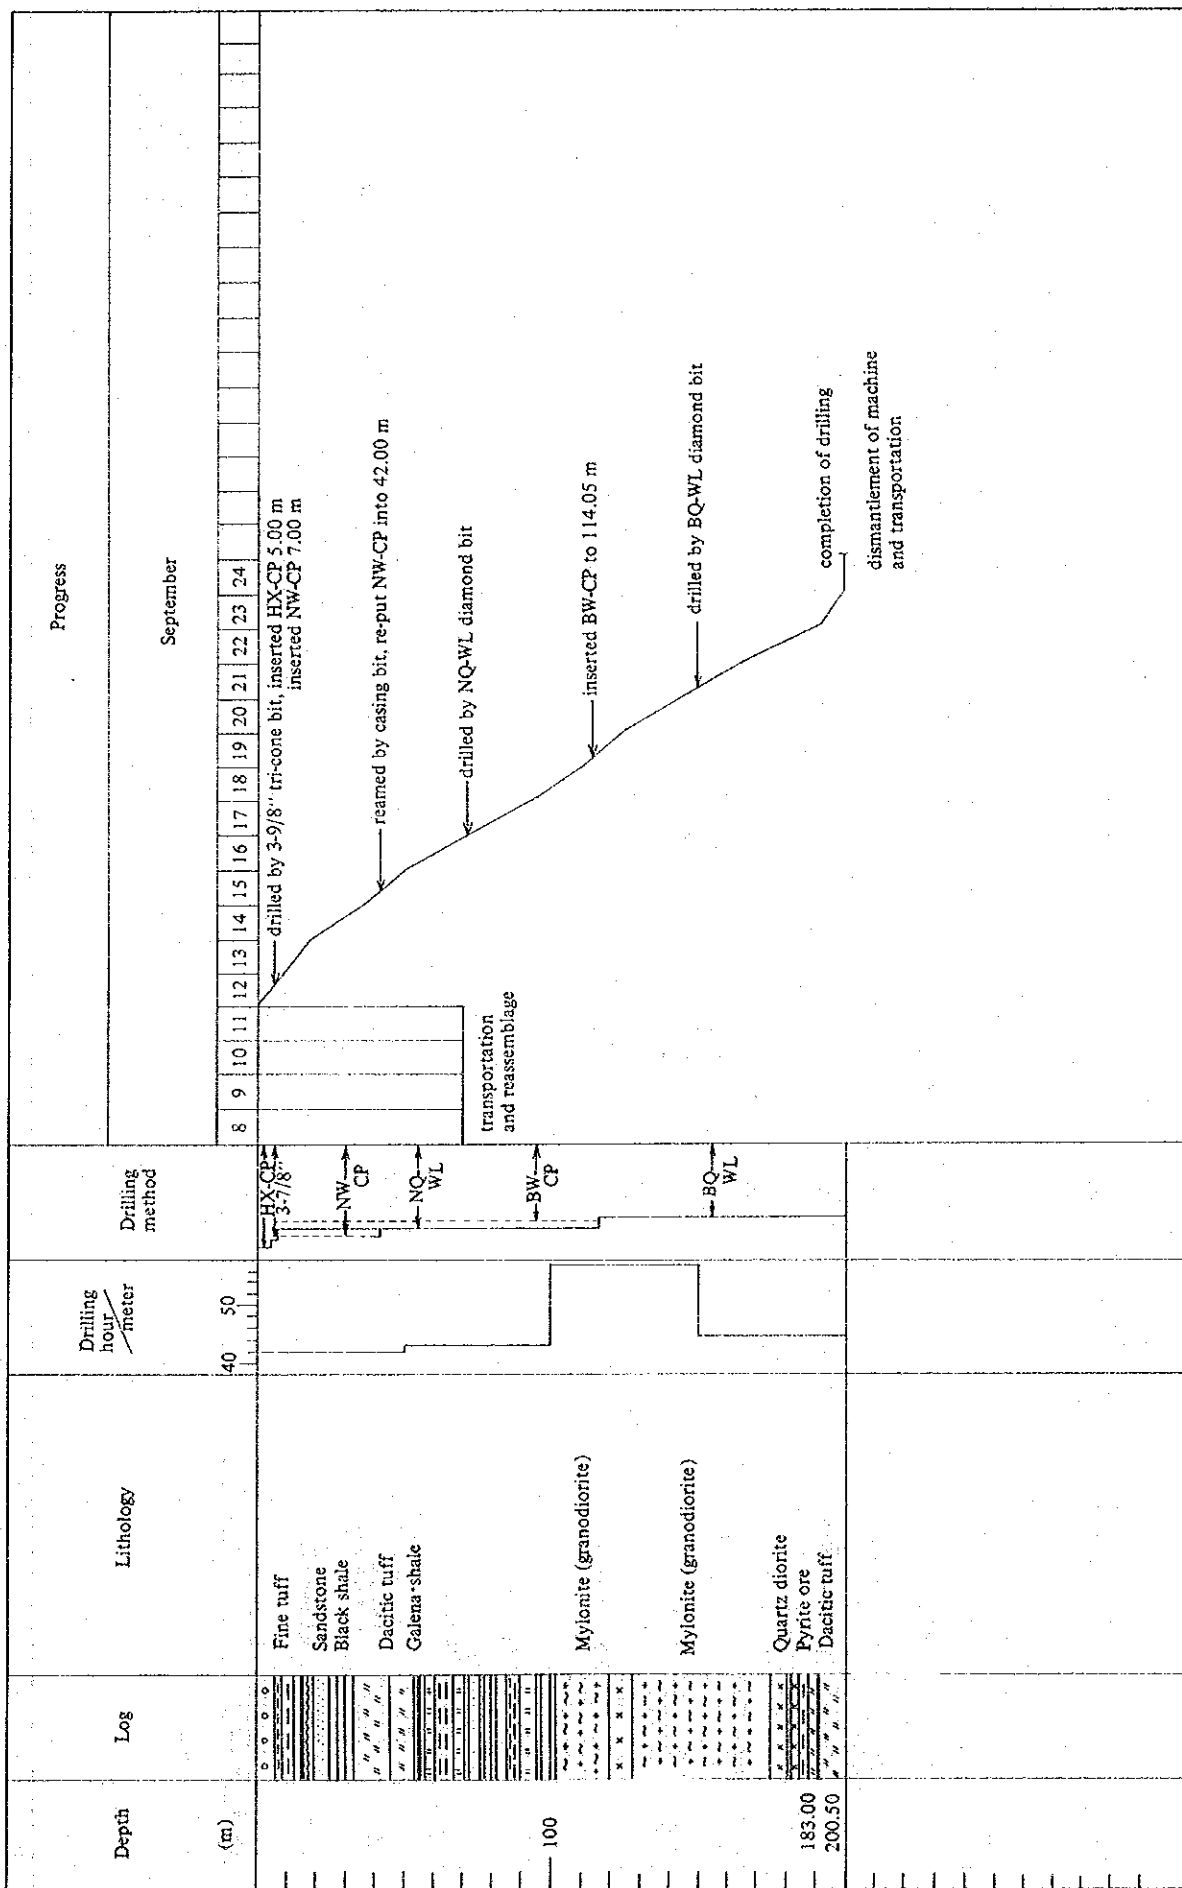 Depth
Log
Lithology
Drilling
hour
meter
Drilling
method
Progress
September
(m)
40
50
8
9
10
11
12
13
14
15
16
17
18
19
20
21
22
23
24
100
183.00
200.50
Fine tuff
Sandstone
Black shale
Dacitic tuff
Galena-shale
Mylonite (granodiorite)
Mylonite (granodiorite)
Quartz diorite
Pyrite ore
Dacitic tuff
HX-CP
3-7/8"
NW
CP
NQ
WL
BW
CP
BQ
WL
transportation
and reassemblage
drilled by 3-9/8" tri-cone bit, inserted HX-CP 5.00 m
inserted NW-CP 7.00 m
reamed by casing bit, re-put NW-CP into 42.00 m
drilled by NQ-WL diamond bit
inserted BW-CP to 114.05 m
drilled by BQ-WL diamond bit
completion of drilling
dismantlement of machine
and transportation